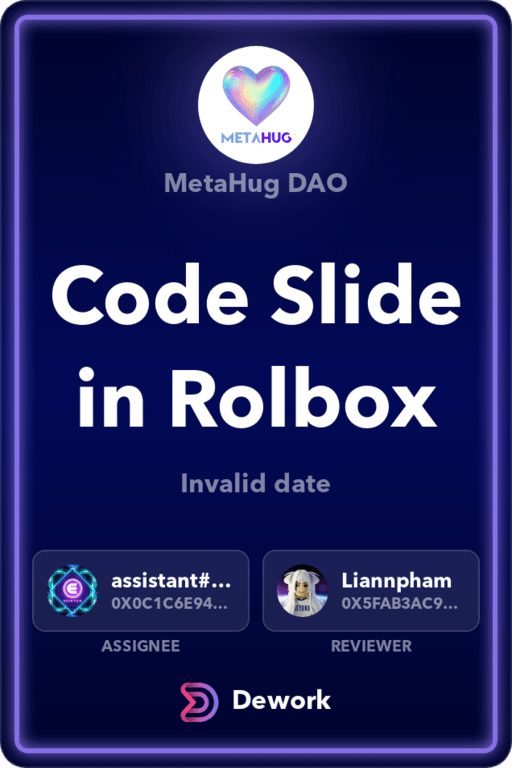 METAHUG
MetaHug DAO
Code Slide
in Rolbox
Invalid date
assistant#...
0X0C1C6E94...
Liannpham
0X5FAB3AC9...
ASSIGNEE
REVIEWER
Dework